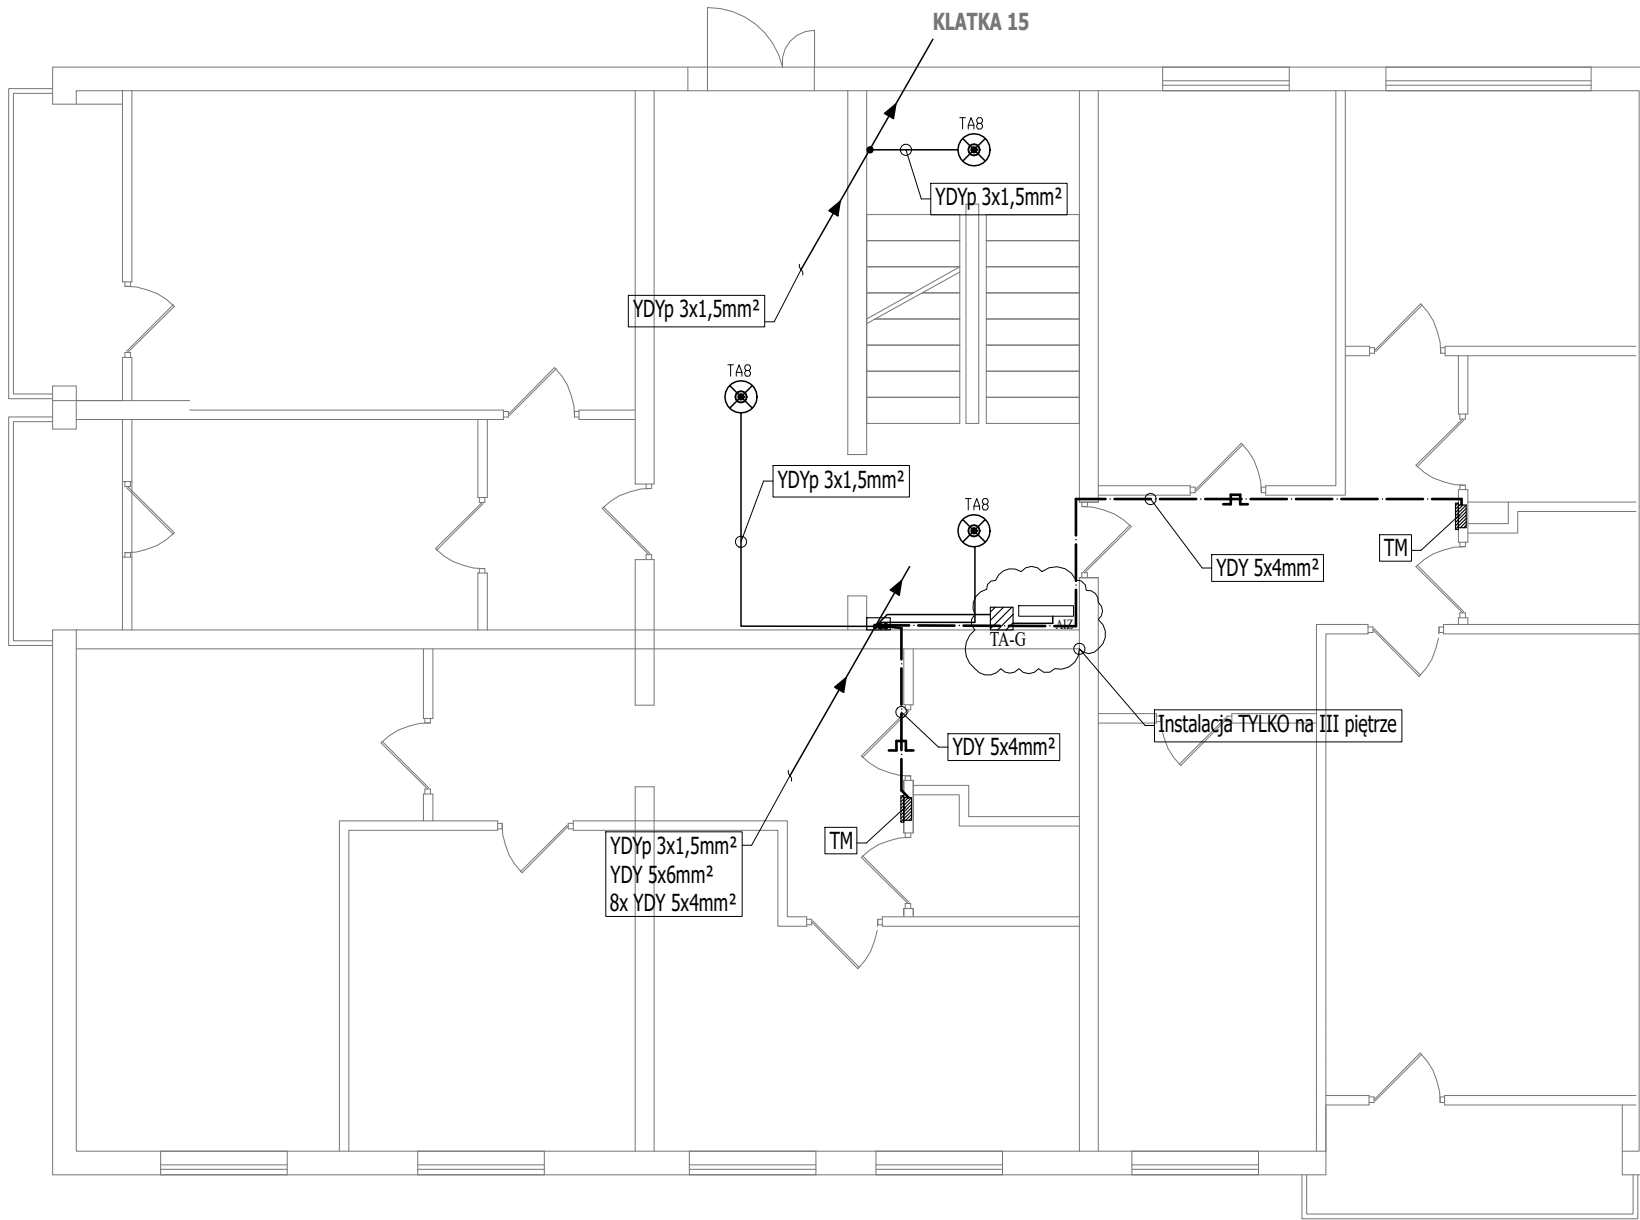 KLATKA 15
TA8
YDYp 3x1,5mm²
YDYp 3x1,5mm²
TA8
YDYp 3x1,5mm²
TA8
TM
YDY 5x4mm²
AIZ
TA-G
Instalacja TYLKO na III piętrze
YDY 5x4mm²
TM
YDYp 3x1,5mm²
YDY 5x6mm²
8x YDY 5x4mm²